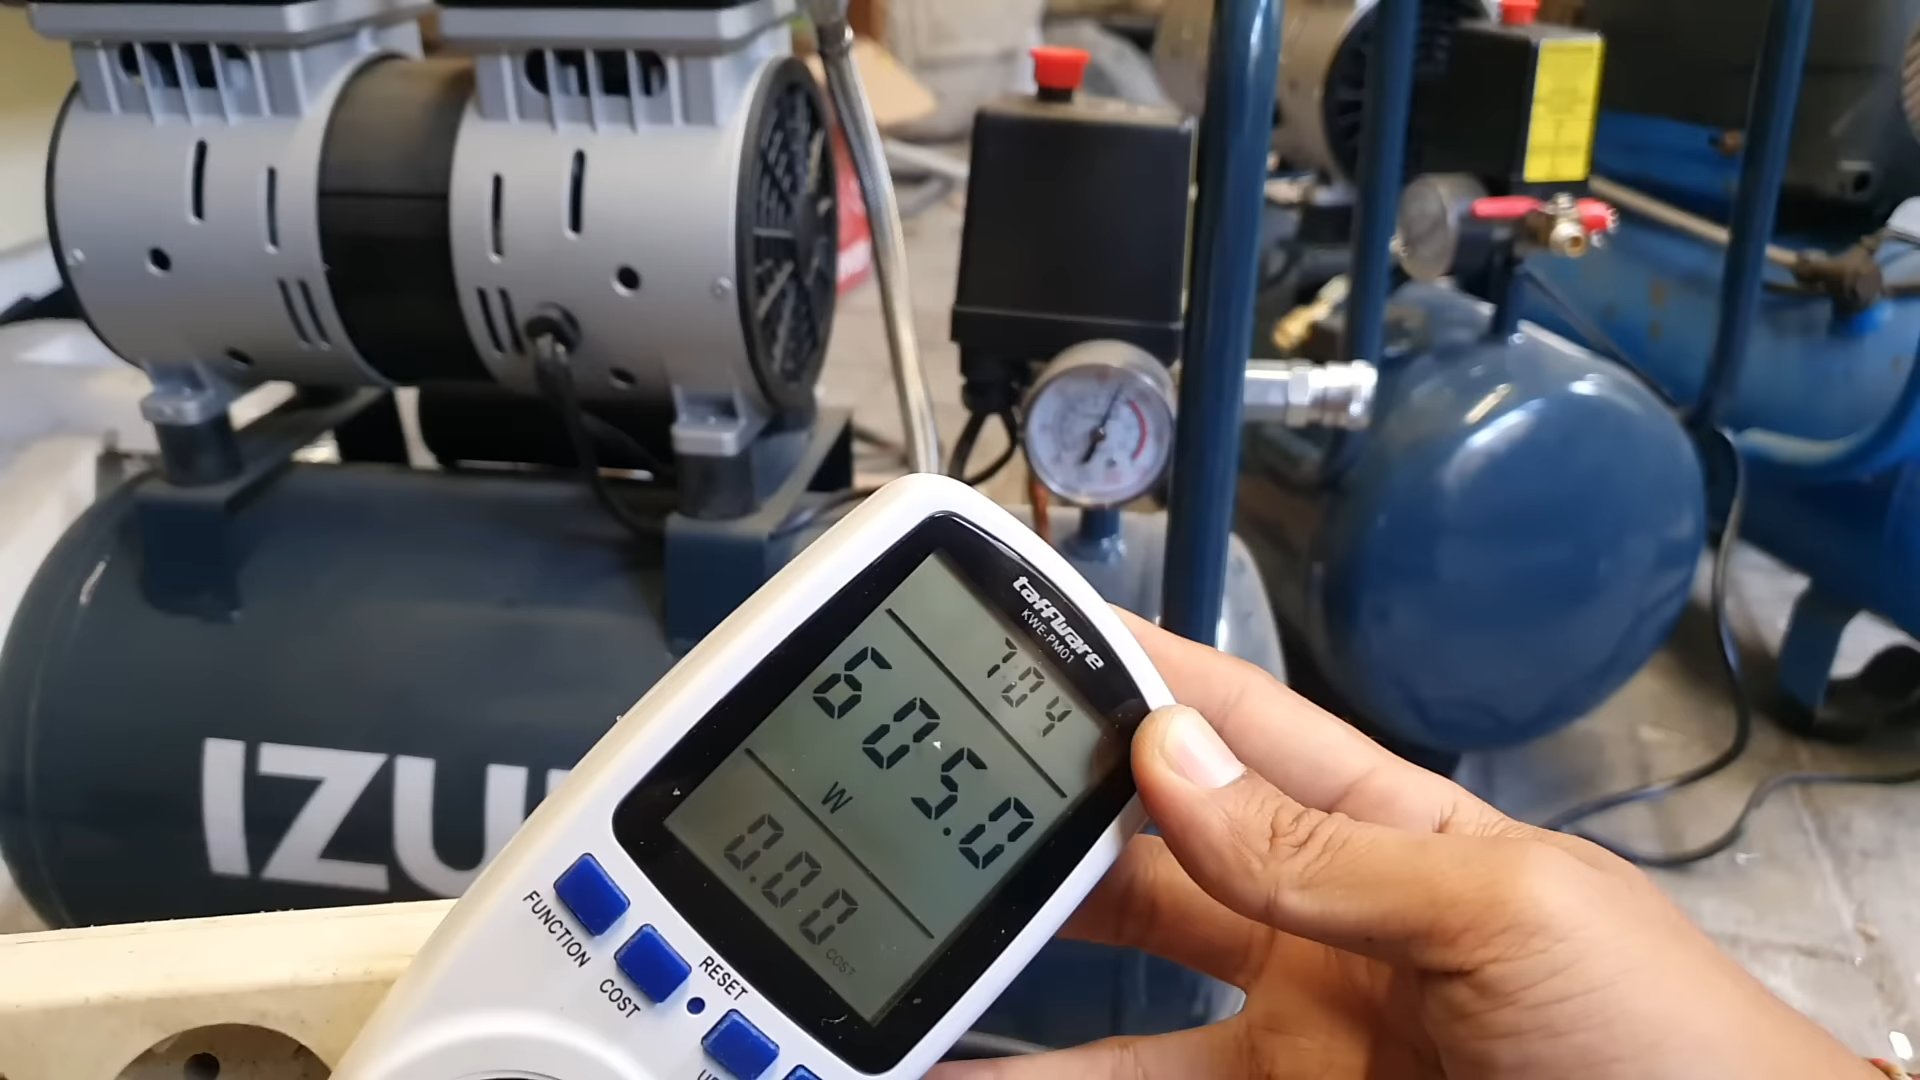 taffware
KWE-PM01
7:04
605.0
W
0.00
COST
FUNCTION
RESET
COST
IZU